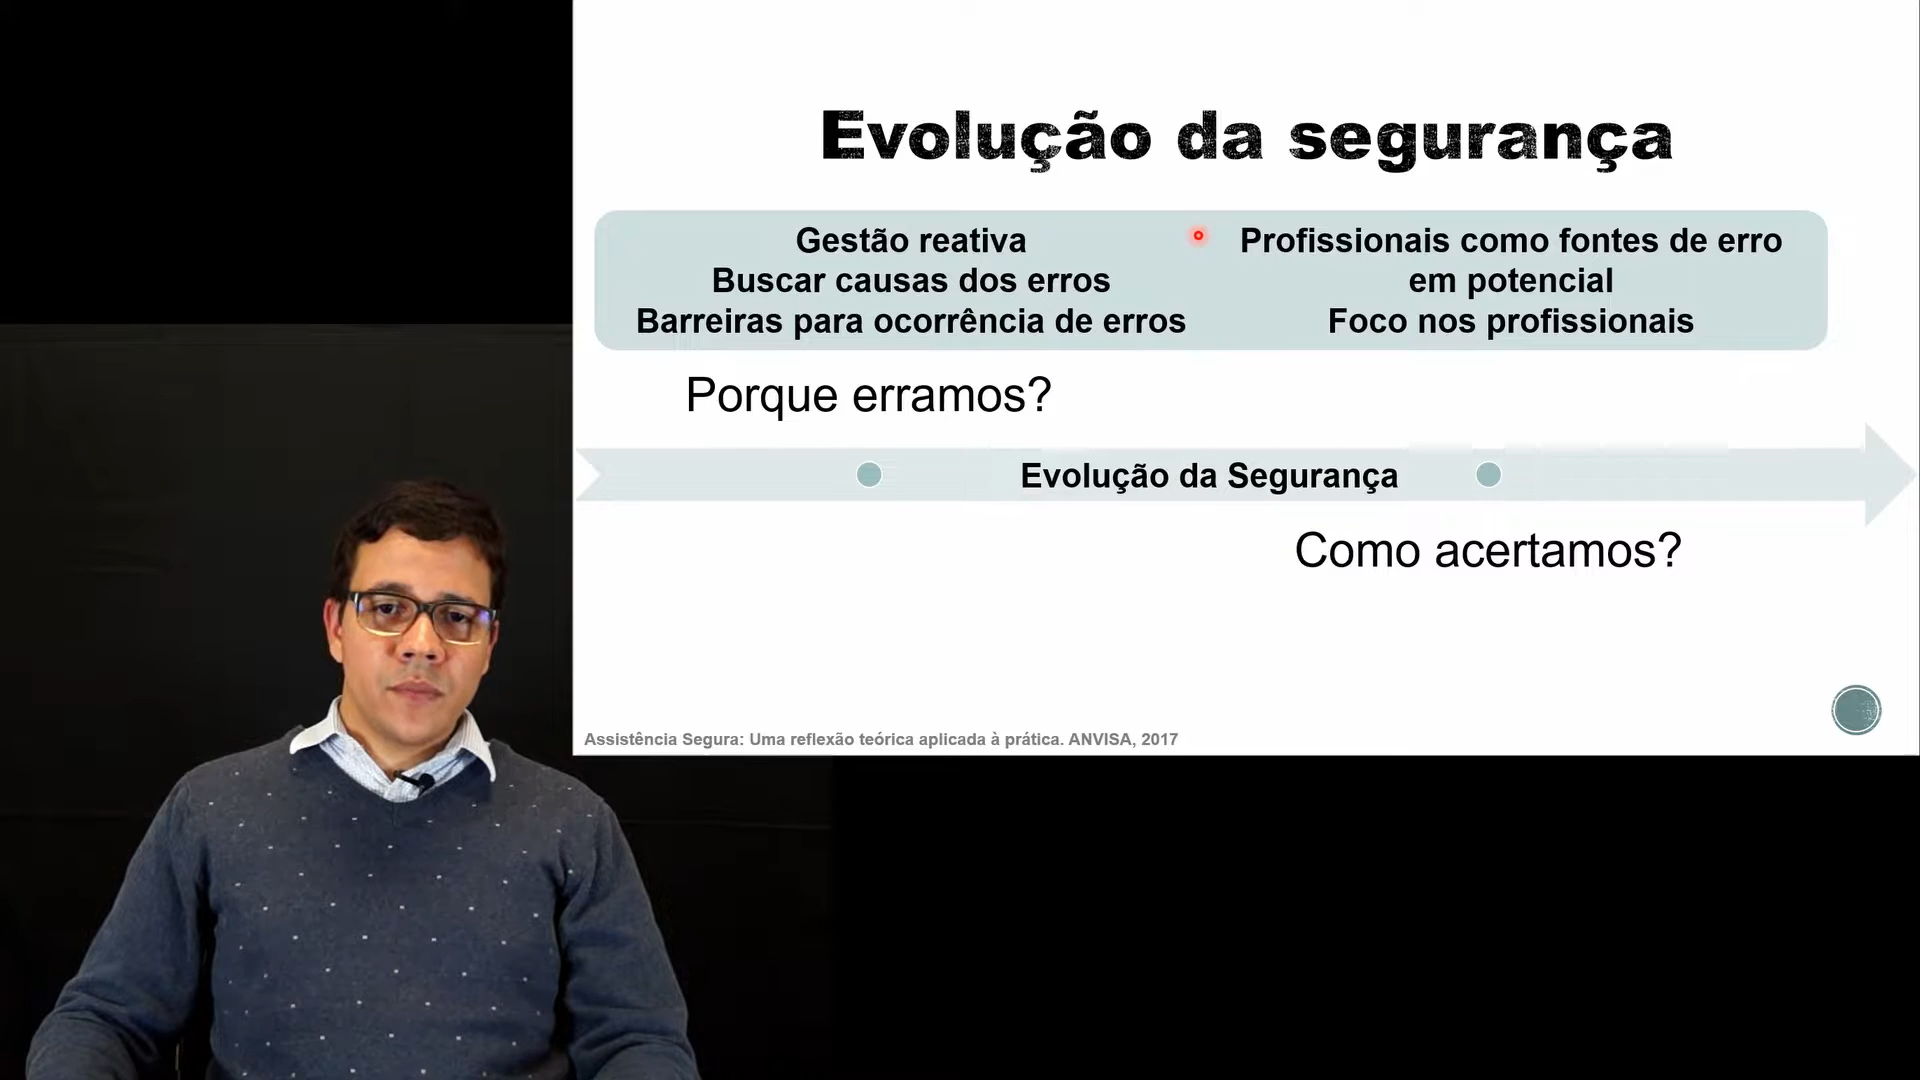 Evolução da segurança
Gestão reativa
Buscar causas dos erros
Barreiras para ocorrência de erros
Profissionais como fontes de erro
em potencial
Foco nos profissionais
Porque erramos?
Evolução da Segurança
Como acertamos?
Assistência Segura: Uma reflexão teórica aplicada à prática. ANVISA, 2017